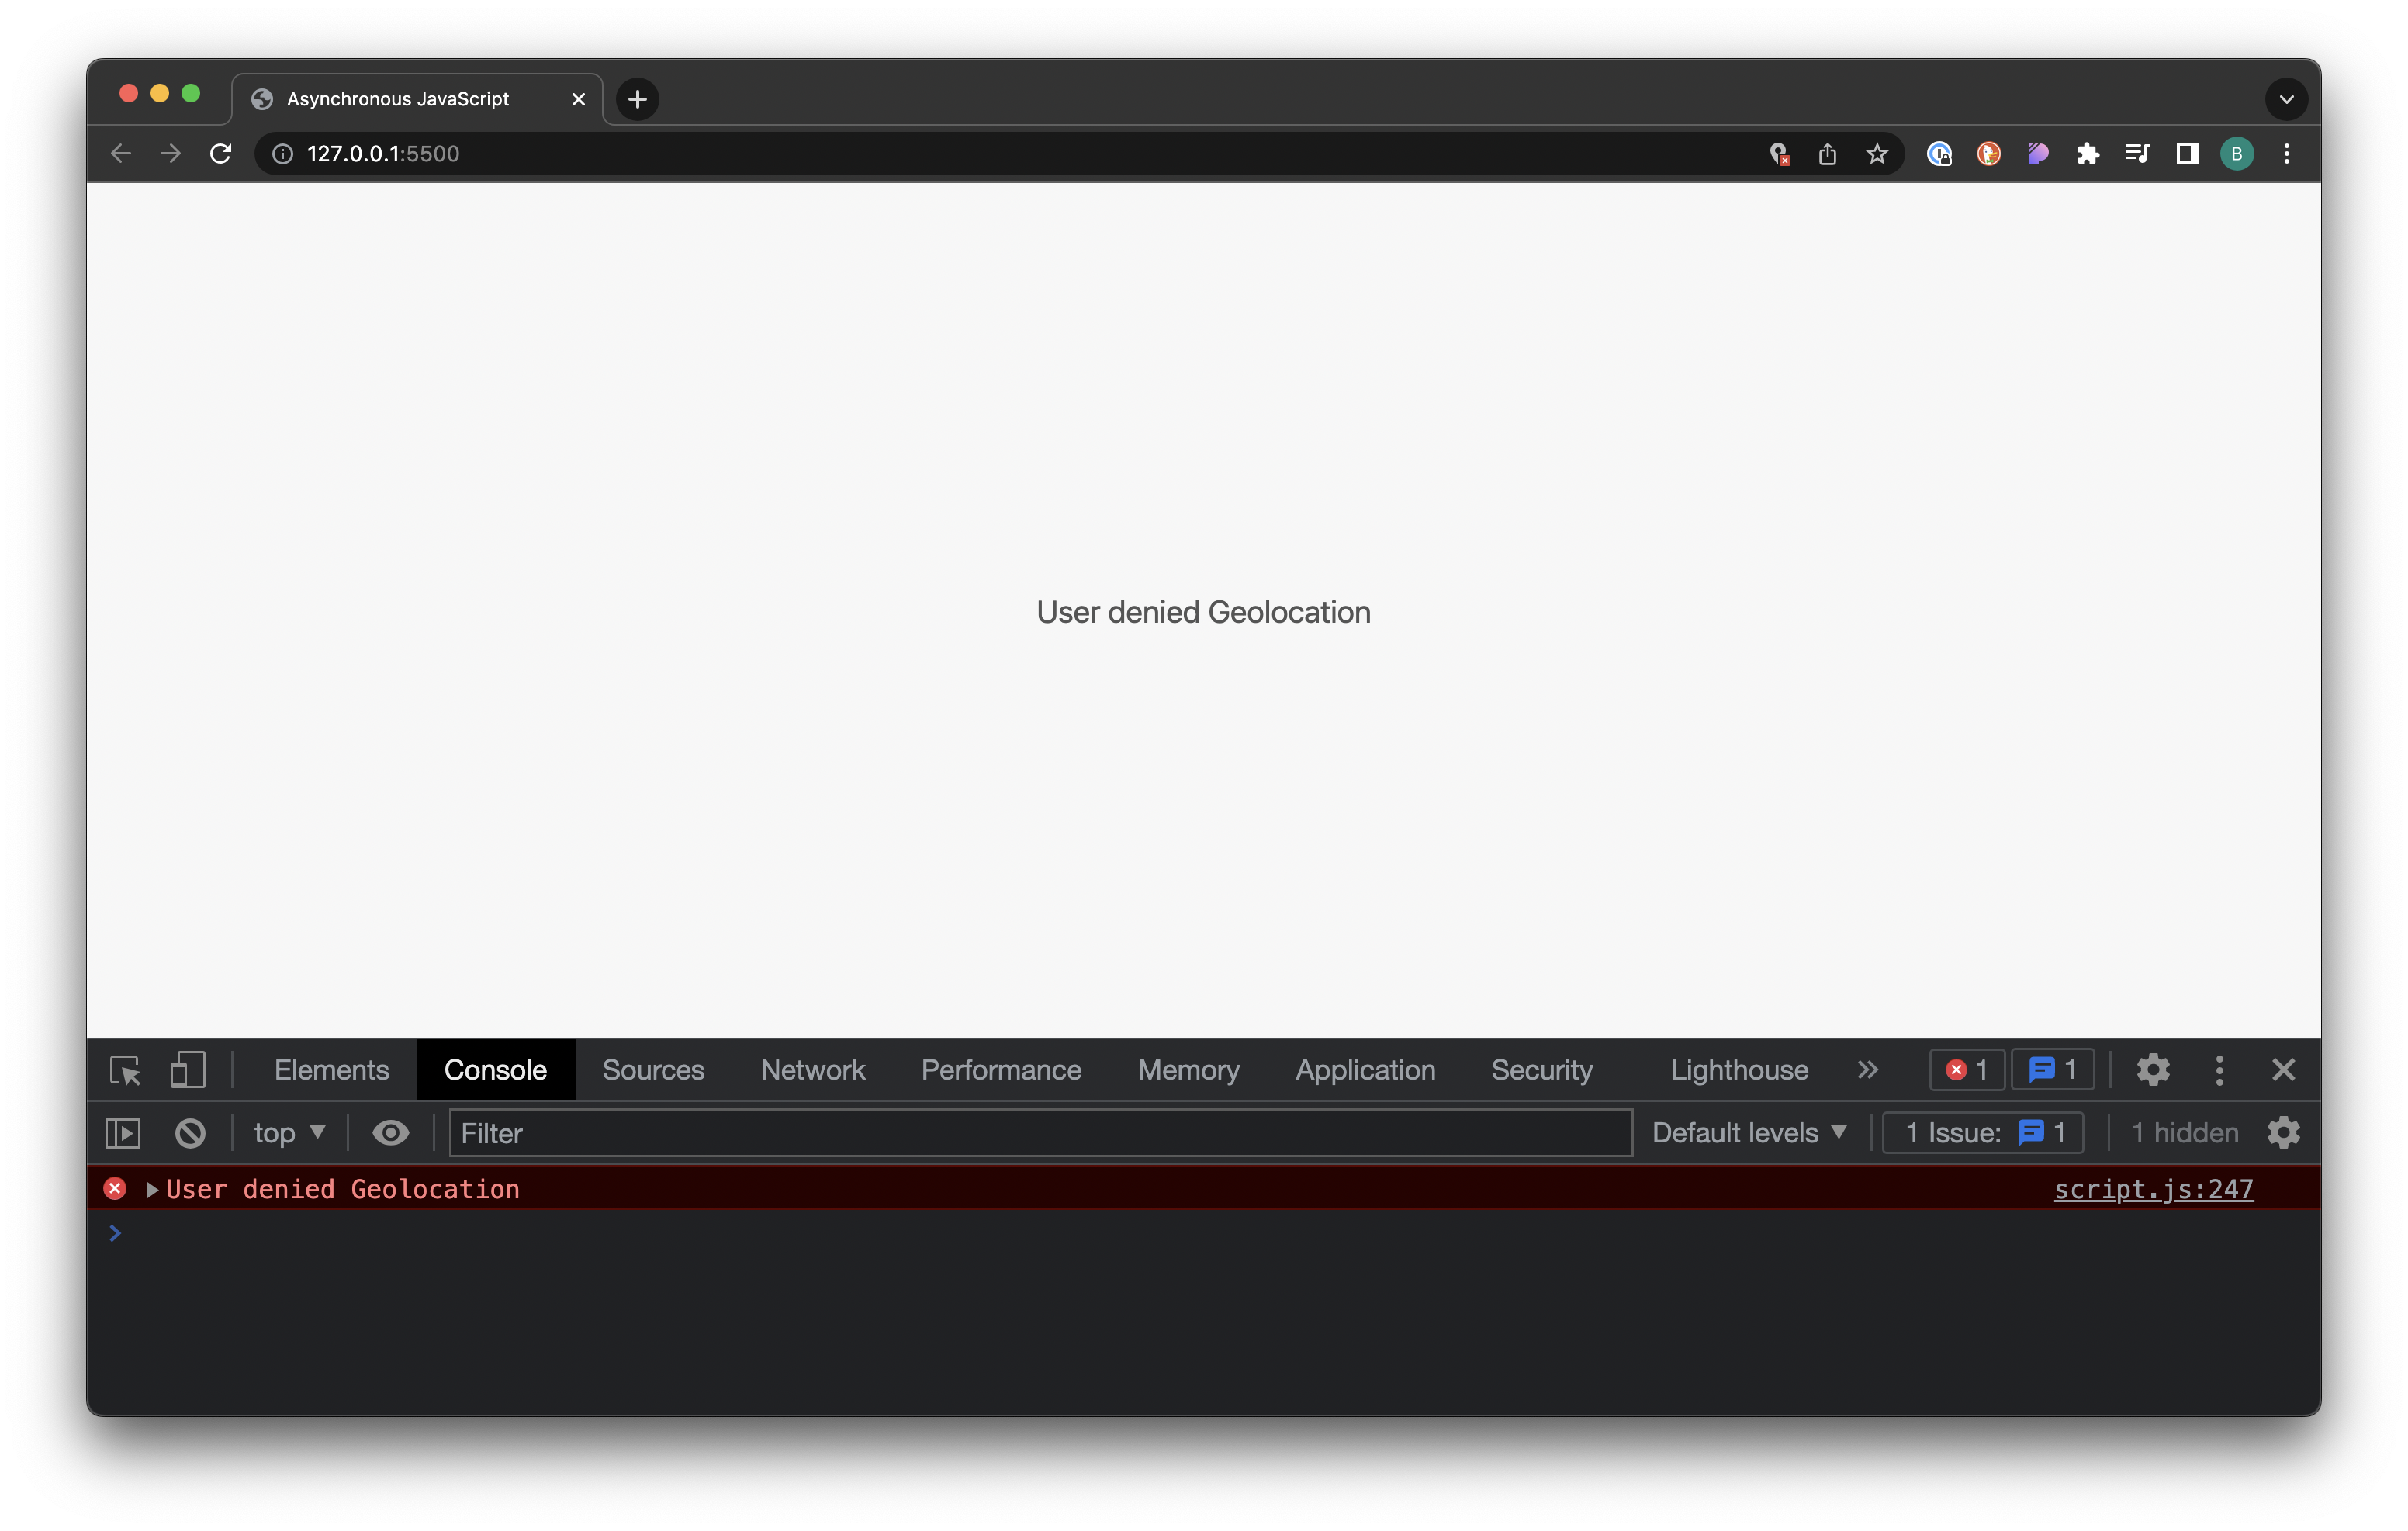 Asynchronous JavaScript
127.0.0.1:5500
B
User denied Geolocation
Elements Console Sources Network Performance Memory Application Security Lighthouse 1 1
top Filter Default levels 1 Issue: 1 1 hidden
User denied Geolocation script.js:247